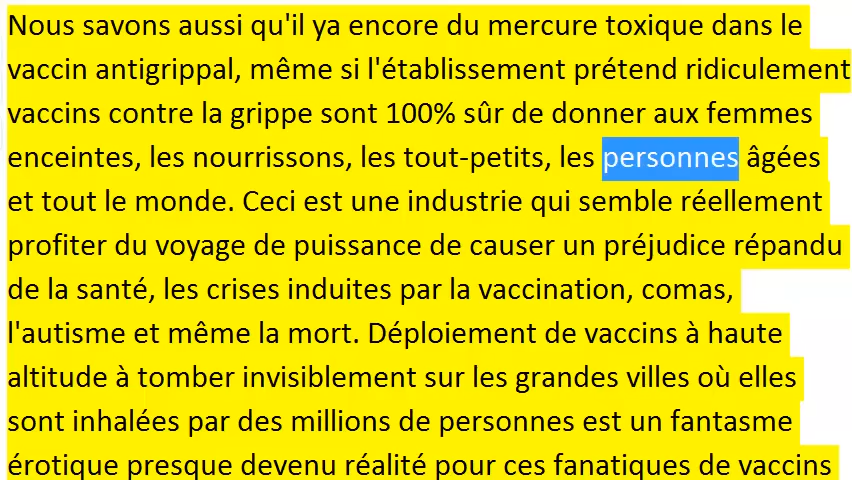 Nous savons aussi qu'il ya encore du mercure toxique dans le
vaccin antigrippal, même si l'établissement prétend ridiculement
vaccins contre la grippe sont 100% sûr de donner aux femmes
enceintes, les nourrissons, les tout-petits, les personnes âgées
et tout le monde. Ceci est une industrie qui semble réellement
profiter du voyage de puissance de causer un préjudice répandu
de la santé, les crises induites par la vaccination, comas,
l'autisme et même la mort. Déploiement de vaccins à haute
altitude à tomber invisiblement sur les grandes villes où elles
sont inhalées par des millions de personnes est un fantasme
érotique presque devenu réalité pour ces fanatiques de vaccins